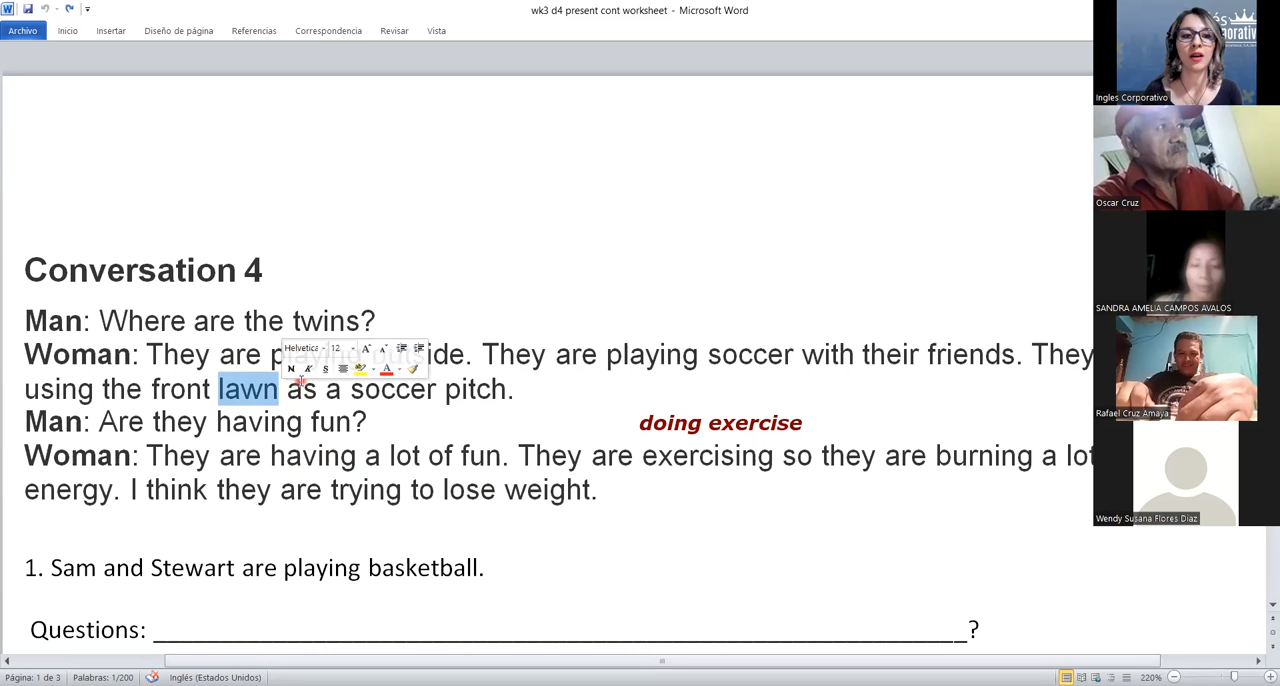 wk3 d4 present cont worksheet - Microsoft Word
Archivo Inicio Insertar Diseño de página Referencias Correspondencia Revisar Vista
Conversation 4
Man: Where are the twins?
Woman: They are playing outside. They are playing soccer with their friends. They
using the front lawn as a soccer pitch.
Man: Are they having fun?
doing exercise
Woman: They are having a lot of fun. They are exercising so they are burning a lot
energy. I think they are trying to lose weight.
1. Sam and Stewart are playing basketball.
Questions: ?
Helvetica 12
N K S A
Página: 1 de 3 Palabras: 1/200 Inglés (Estados Unidos) 220%
Ingles Corporativo
Oscar Cruz
SANDRA AMELIA CAMPOS AVALOS
Rafael Cruz Amaya
Wendy Susana Flores Diaz